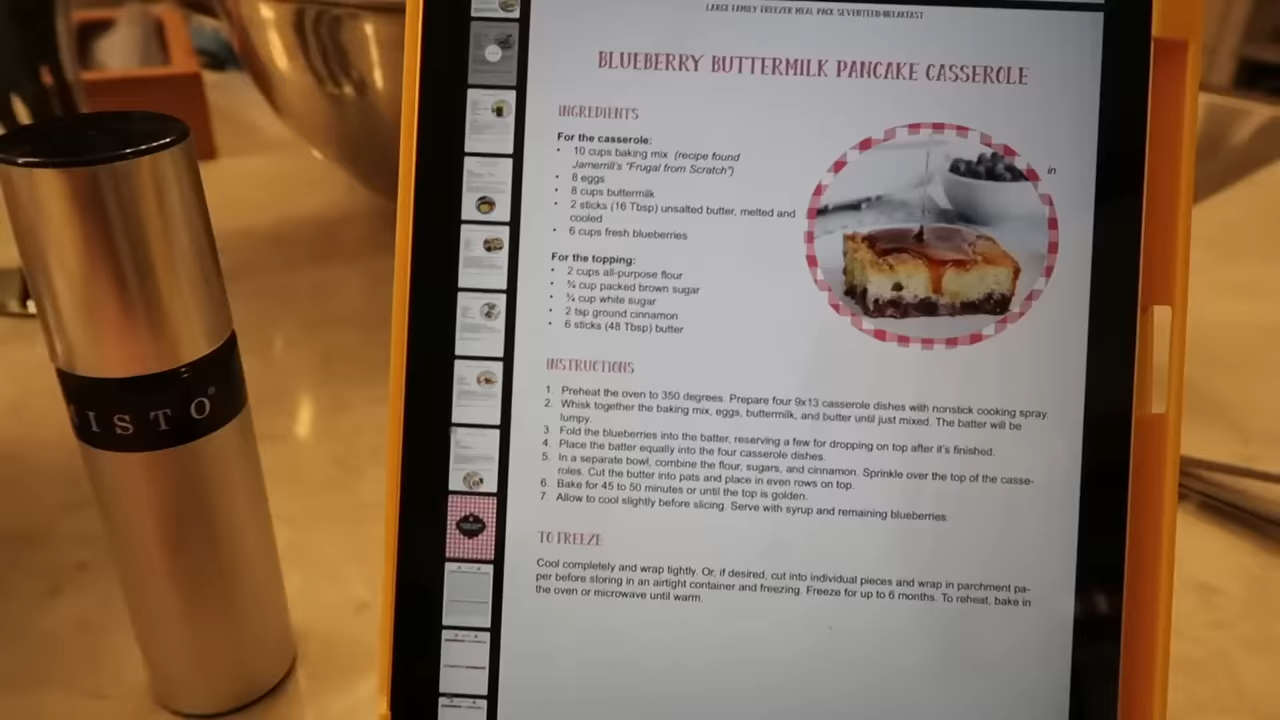 LARGE FAMILY FREEZER MEAL PACK SEVENTEEN-BREAKFAST
BLUEBERRY BUTTERMILK PANCAKE CASSEROLE
INGREDIENTS
For the casserole:
• 10 cups baking mix (recipe found in
Jamerrill's "Frugal from Scratch")
• 8 eggs
• 8 cups buttermilk
• 2 sticks (16 Tbsp) unsalted butter, melted and
cooled
• 6 cups fresh blueberries
For the topping:
• 2 cups all-purpose flour
• ¾ cup packed brown sugar
• ¾ cup white sugar
• 2 tsp ground cinnamon
• 6 sticks (48 Tbsp) butter
INSTRUCTIONS
1. Preheat the oven to 350 degrees. Prepare four 9x13 casserole dishes with nonstick cooking spray.
2. Whisk together the baking mix, eggs, buttermilk, and butter until just mixed. The batter will be
lumpy.
3. Fold the blueberries into the batter, reserving a few for dropping on top after it's finished.
4. Place the batter equally into the four casserole dishes.
5. In a separate bowl, combine the flour, sugars, and cinnamon. Sprinkle over the top of the casse-
roles. Cut the butter into pats and place in even rows on top.
6. Bake for 45 to 50 minutes or until the top is golden.
7. Allow to cool slightly before slicing. Serve with syrup and remaining blueberries.
TO FREEZE
Cool completely and wrap tightly. Or, if desired, cut into individual pieces and wrap in parchment pa-
per before storing in an airtight container and freezing. Freeze for up to 6 months. To reheat, bake in
the oven or microwave until warm.
MISTO®